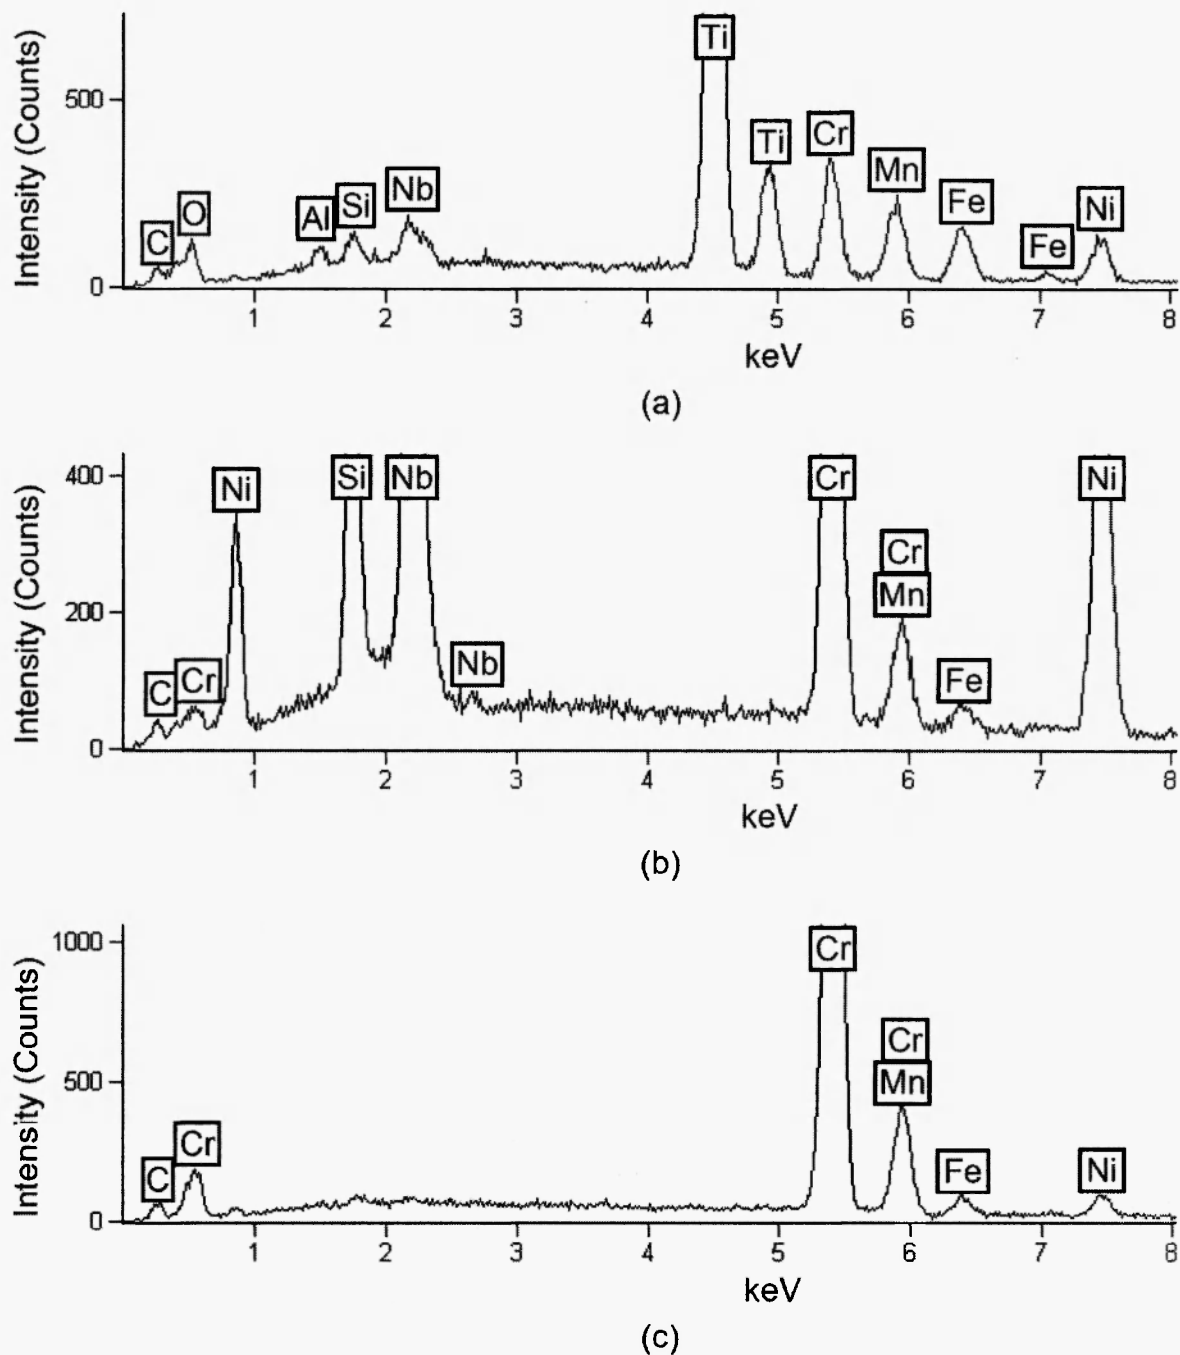 Intensity (Counts)
500
0
C
O
Al
Si
Nb
Ti
Ti
Cr
Mn
Fe
Fe
Ni
1 2 3 4 5 6 7 8
keV
(a)
Intensity (Counts)
400
200
0
C
Cr
Ni
Si
Nb
Nb
Cr
Cr
Mn
Fe
Ni
1 2 3 4 5 6 7 8
keV
(b)
Intensity (Counts)
1000
500
0
C
Cr
Cr
Cr
Mn
Fe
Ni
1 2 3 4 5 6 7 8
keV
(c)